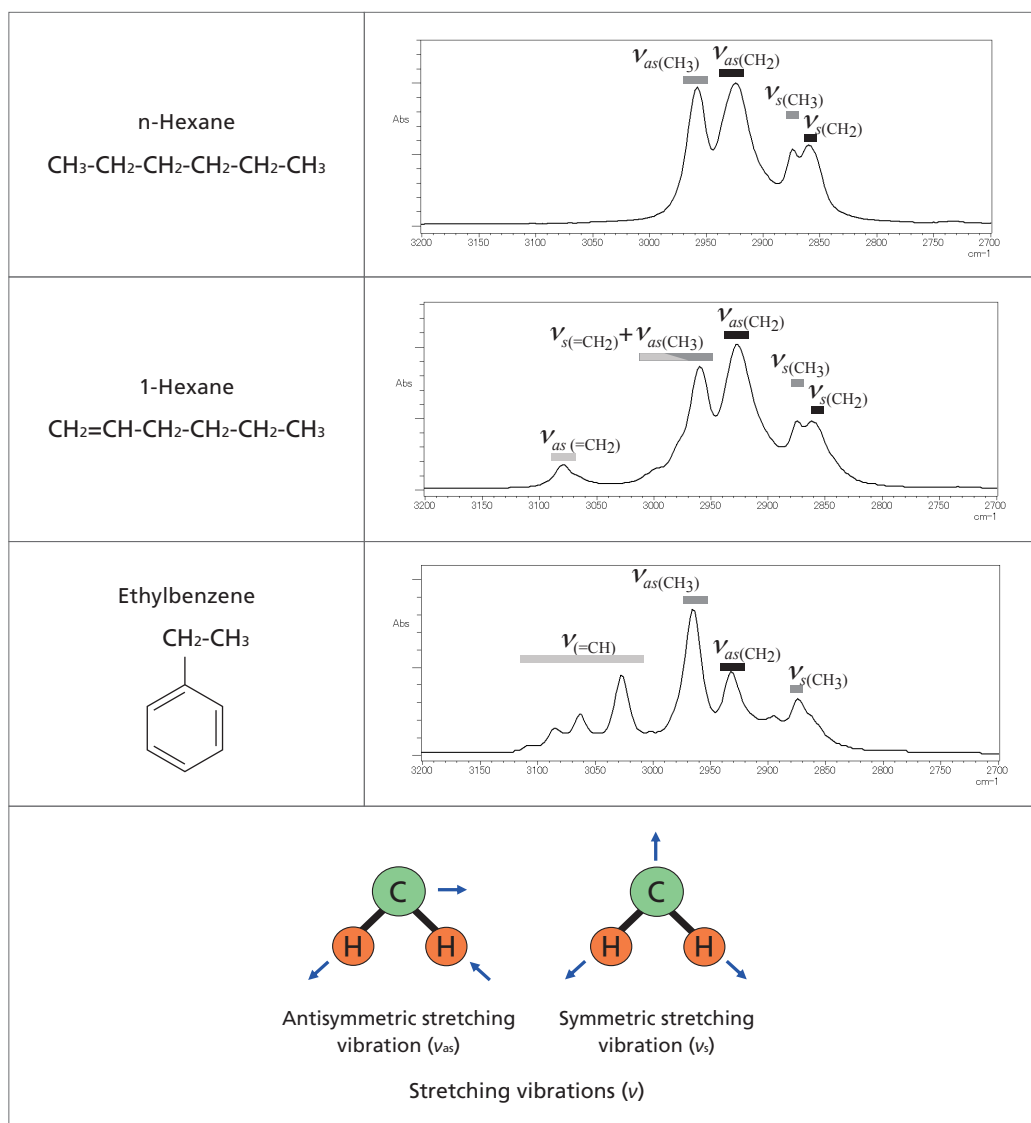 n-Hexane
CH3-CH2-CH2-CH2-CH2-CH3
νas(CH3)
νas(CH2)
νs(CH3)
νs(CH2)
Abs
3200 3100 3050 3000 2950 2900 2850 2800 2750 2700
cm-1
1-Hexane
CH2=CH-CH2-CH2-CH2-CH3
νs(=CH2)+νas(CH3)
νas(CH2)
νs(CH3)
νs(CH2)
νas (=CH2)
Abs
3200 3100 3050 3000 2950 2900 2850 2800 2750 2700
cm-1
Ethylbenzene
CH2-CH3
νas(CH3)
ν(=CH)
νas(CH2)
νs(CH3)
Abs
3200 3100 3050 3000 2950 2900 2850 2800 2750 2700
cm-1
C
H H
C
H H
Antisymmetric stretching
vibration (νas)
Symmetric stretching
vibration (νs)
Stretching vibrations (ν)